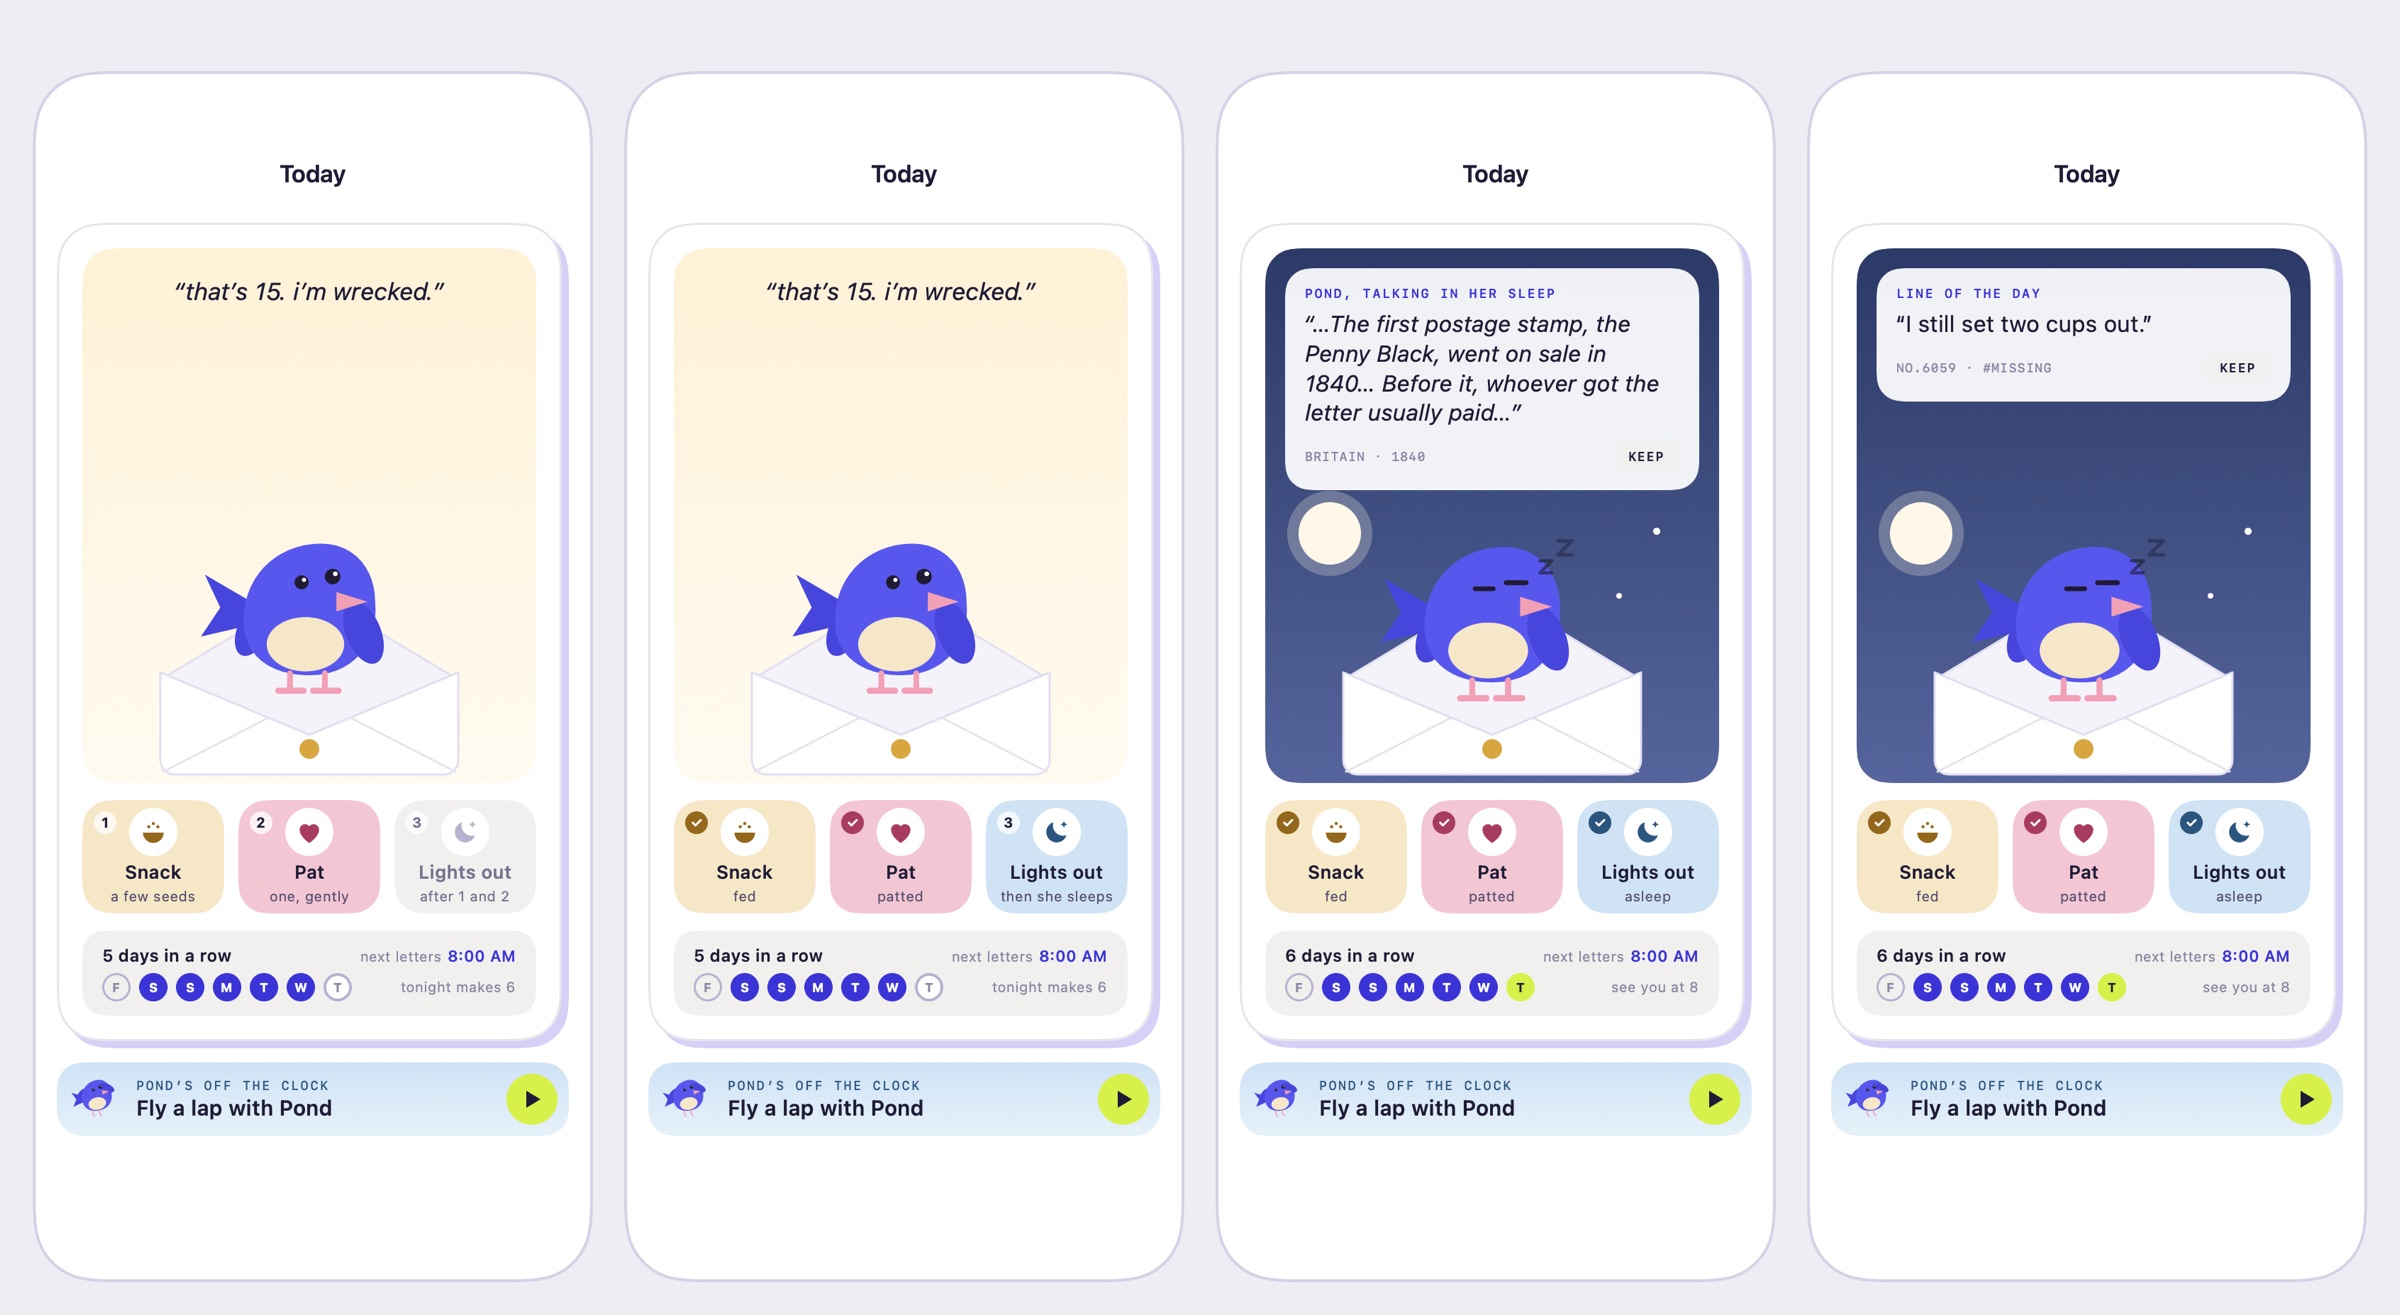 Today
“that’s 15. i’m wrecked.”
1
Snack
a few seeds
2
Pat
one, gently
3
Lights out
after 1 and 2
5 days in a row
next letters 8:00 AM
F S S M T W T
tonight makes 6
POND’S OFF THE CLOCK
Fly a lap with Pond
Today
“that’s 15. i’m wrecked.”
Snack
fed
Pat
patted
3
Lights out
then she sleeps
5 days in a row
next letters 8:00 AM
F S S M T W T
tonight makes 6
POND’S OFF THE CLOCK
Fly a lap with Pond
Today
POND, TALKING IN HER SLEEP
“…The first postage stamp, the
Penny Black, went on sale in
1840… Before it, whoever got the
letter usually paid…”
BRITAIN · 1840
KEEP
z Z
Snack
fed
Pat
patted
Lights out
asleep
6 days in a row
next letters 8:00 AM
F S S M T W T
see you at 8
POND’S OFF THE CLOCK
Fly a lap with Pond
Today
LINE OF THE DAY
“I still set two cups out.”
NO.6059 · #MISSING
KEEP
z Z
Snack
fed
Pat
patted
Lights out
asleep
6 days in a row
next letters 8:00 AM
F S S M T W T
see you at 8
POND’S OFF THE CLOCK
Fly a lap with Pond